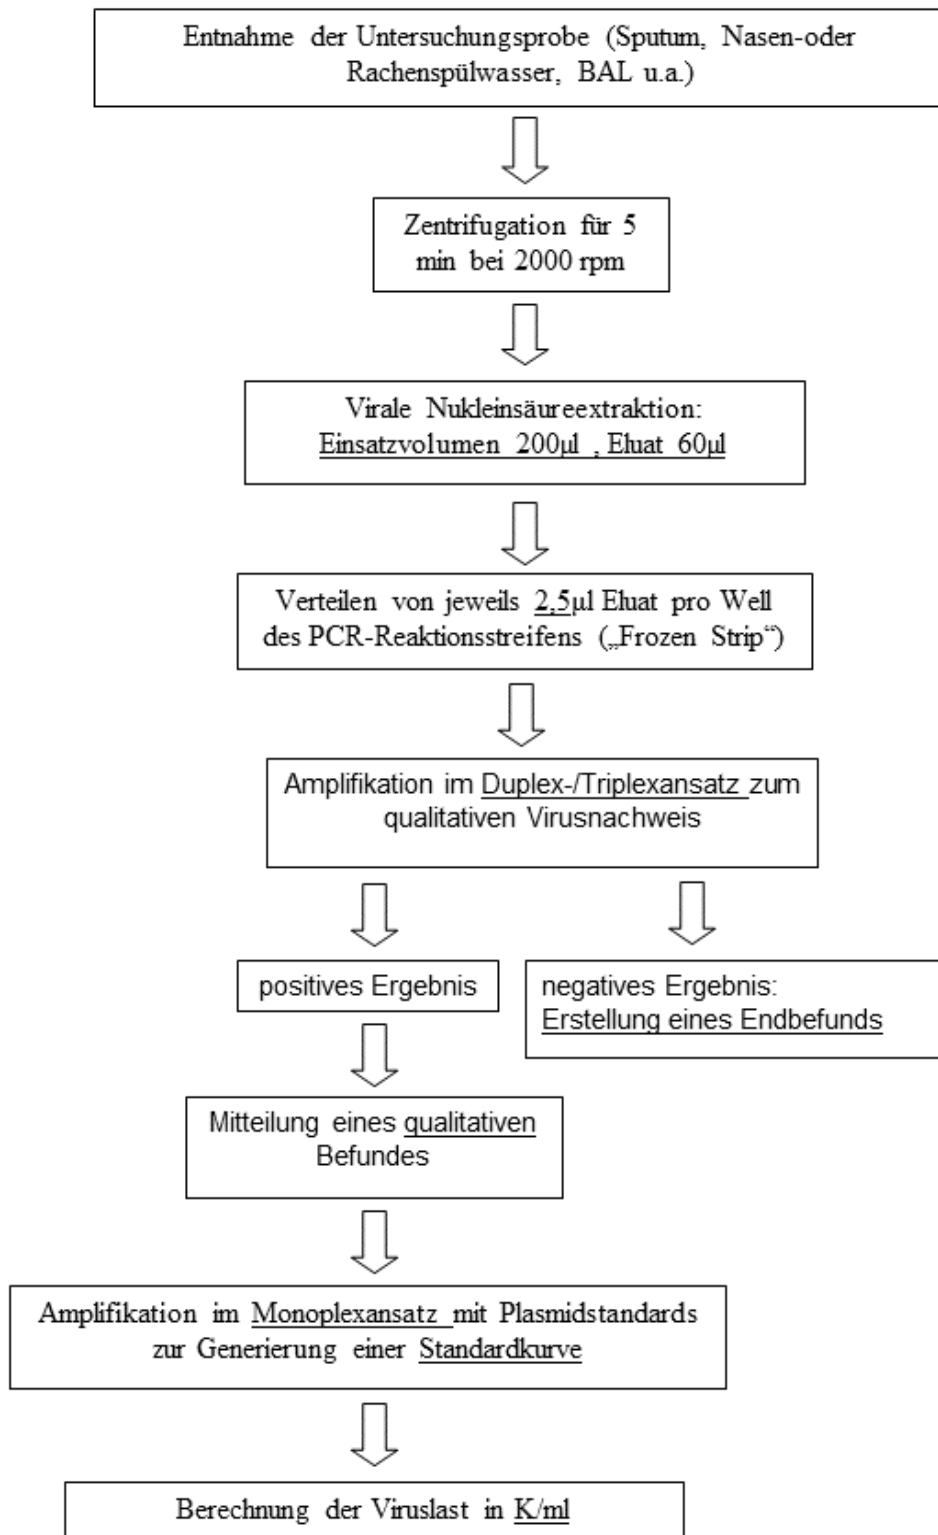 Entnahme der Untersuchungsprobe (Sputum, Nasen-oder
Rachenspülwasser, BAL u.a.)
Zentrifugation für 5
min bei 2000 rpm
Virale Nukleinsäureextraktion:
Einsatzvolumen 200µl , Eluat 60µl
Verteilen von jeweils 2,5µl Eluat pro Well
des PCR-Reaktionsstreifens („Frozen Strip“)
Amplifikation im Duplex-/Triplexansatz zum
qualitativen Virusnachweis
positives Ergebnis
negatives Ergebnis:
Erstellung eines Endbefunds
Mitteilung eines qualitativen
Befundes
Amplifikation im Monoplexansatz mit Plasmidstandards
zur Generierung einer Standardkurve
Berechnung der Viruslast in K/ml